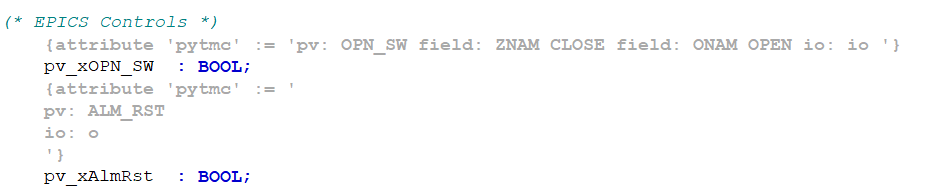 (* EPICS Controls *)
{attribute 'pytmc' := 'pv: OPN_SW field: ZNAM CLOSE field: ONAM OPEN io: io '}
pv_xOPN_SW : BOOL;
{attribute 'pytmc' := '
pv: ALM_RST
io: o
'}
pv_xAlmRst : BOOL;